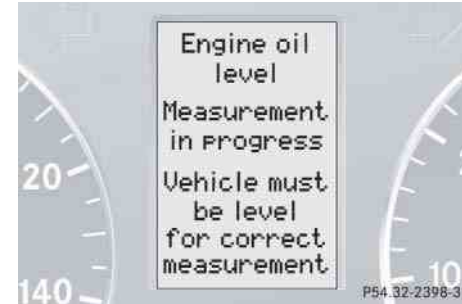 Engine oil
level
Measurement
in progress
Vehicle must
be level
for correct
measurement
20
140
10
P54.32-2398-3